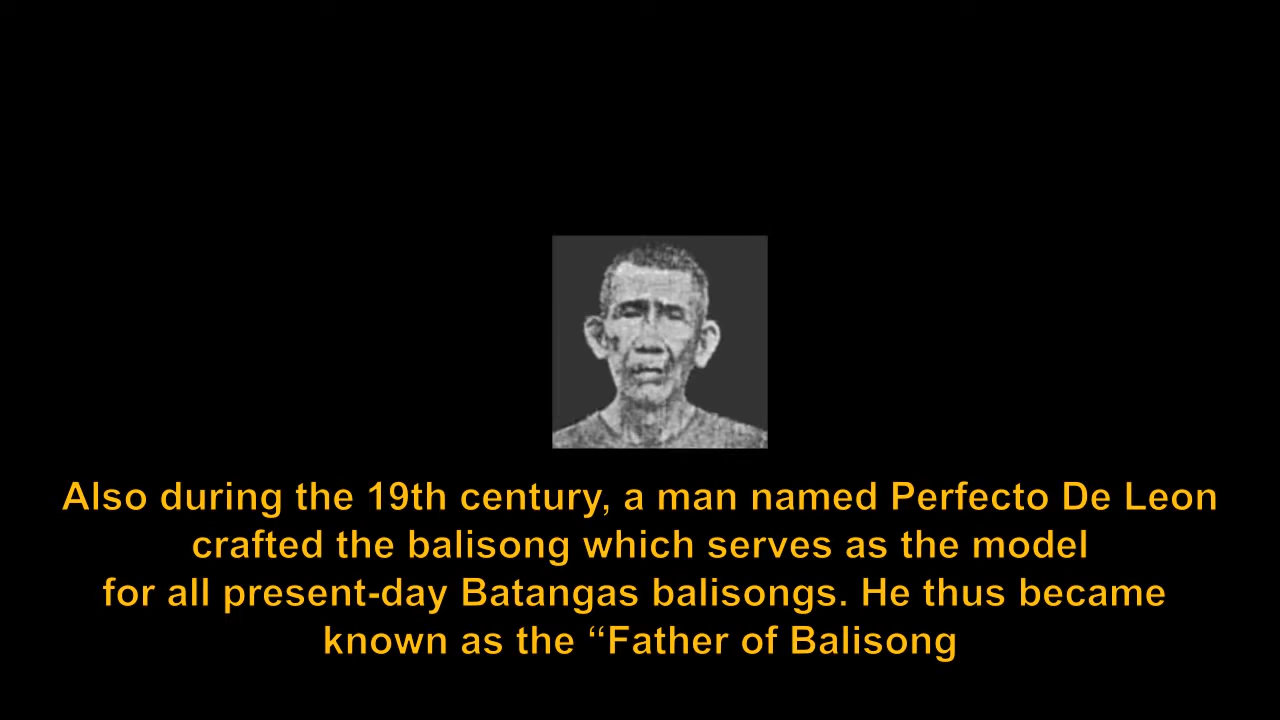 Also during the 19th century, a man named Perfecto De Leon
crafted the balisong which serves as the model
for all present-day Batangas balisongs. He thus became
known as the “Father of Balisong